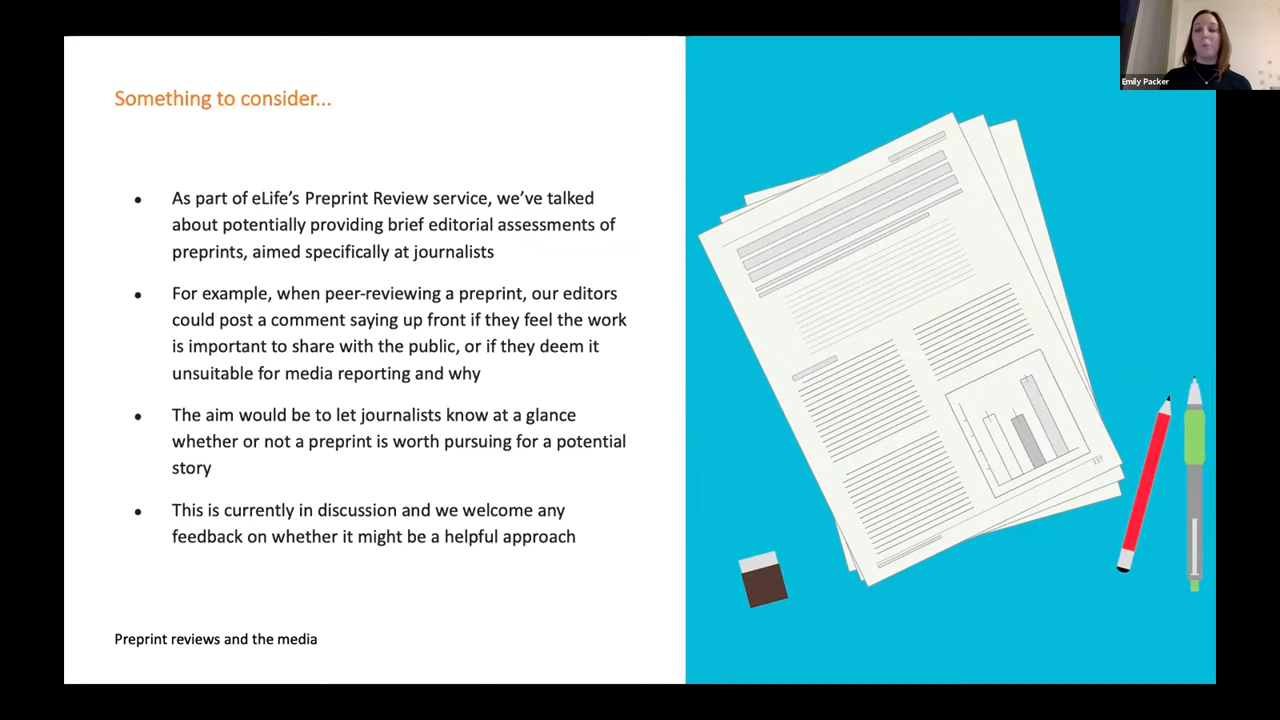 Emily Packer
Something to consider...
● As part of eLife's Preprint Review service, we've talked
about potentially providing brief editorial assessments of
preprints, aimed specifically at journalists
● For example, when peer-reviewing a preprint, our editors
could post a comment saying up front if they feel the work
is important to share with the public, or if they deem it
unsuitable for media reporting and why
● The aim would be to let journalists know at a glance
whether or not a preprint is worth pursuing for a potential
story
● This is currently in discussion and we welcome any
feedback on whether it might be a helpful approach
Preprint reviews and the media
137